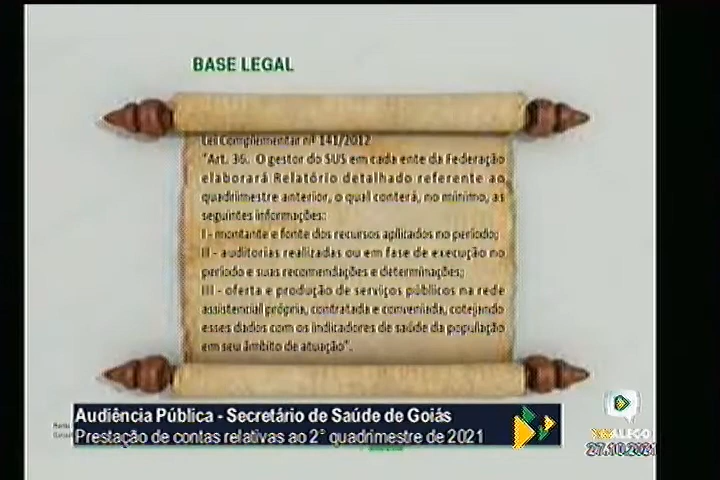 BASE LEGAL
Lei Complementar nº 141/2012
"Art. 36. O gestor do SUS em cada ente da Federação
elaborará Relatório detalhado referente ao
quadrimestre anterior, o qual conterá, no mínimo, as
seguintes informações:
I - montante e fonte dos recursos aplicados no período;
II - auditorias realizadas ou em fase de execução no
período e suas recomendações e determinações;
III - oferta e produção de serviços públicos na rede
assistencial própria, contratada e conveniada, cotejando
esses dados com os indicadores de saúde da população
em seu âmbito de atuação".
Audiência Pública - Secretário de Saúde de Goiás
Prestação de contas relativas ao 2° quadrimestre de 2021
ALEGO
27.10.2021